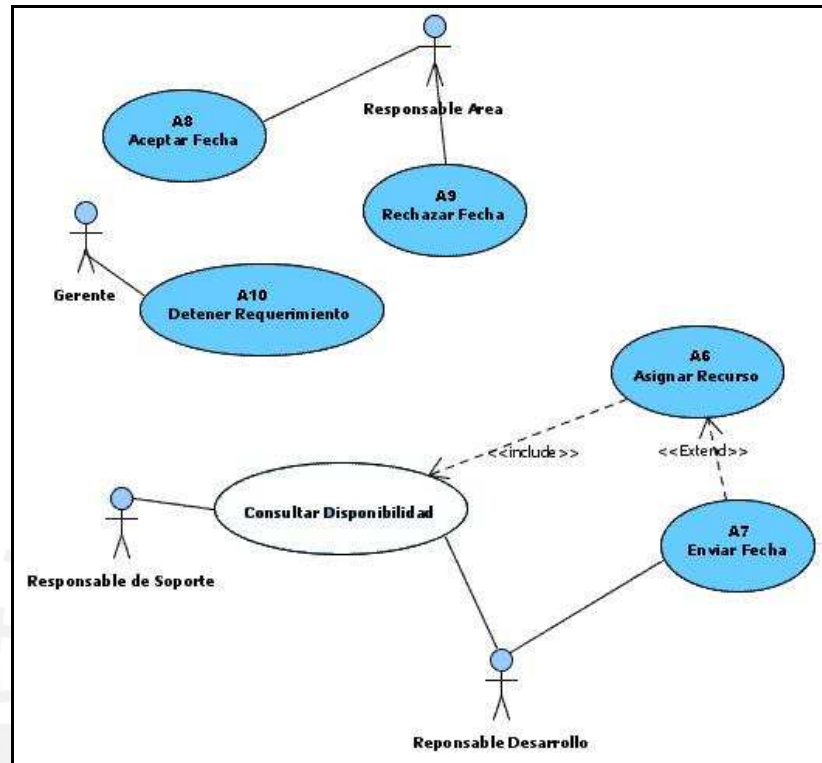 Responsable Area
A8
Aceptar Fecha
A9
Rechazar Fecha
Gerente
A10
Detener Requerimiento
A6
Asignar Recurso
<<include>>
<<Extend>>
Consultar Disponibilidad
A7
Enviar Fecha
Responsable de Soporte
Reponsable Desarrollo